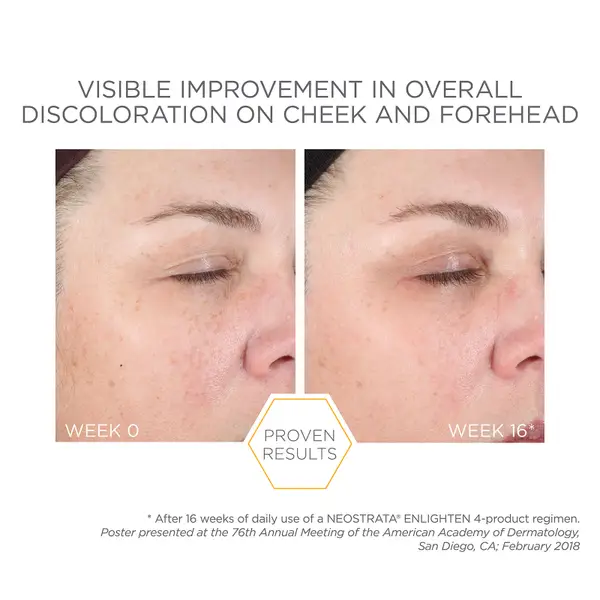 VISIBLE IMPROVEMENT IN OVERALL
DISCOLORATION ON CHEEK AND FOREHEAD
WEEK 0
WEEK 16*
PROVEN
RESULTS
* After 16 weeks of daily use of a NEOSTRATA® ENLIGHTEN 4-product regimen.
Poster presented at the 76th Annual Meeting of the American Academy of Dermatology,
San Diego, CA; February 2018